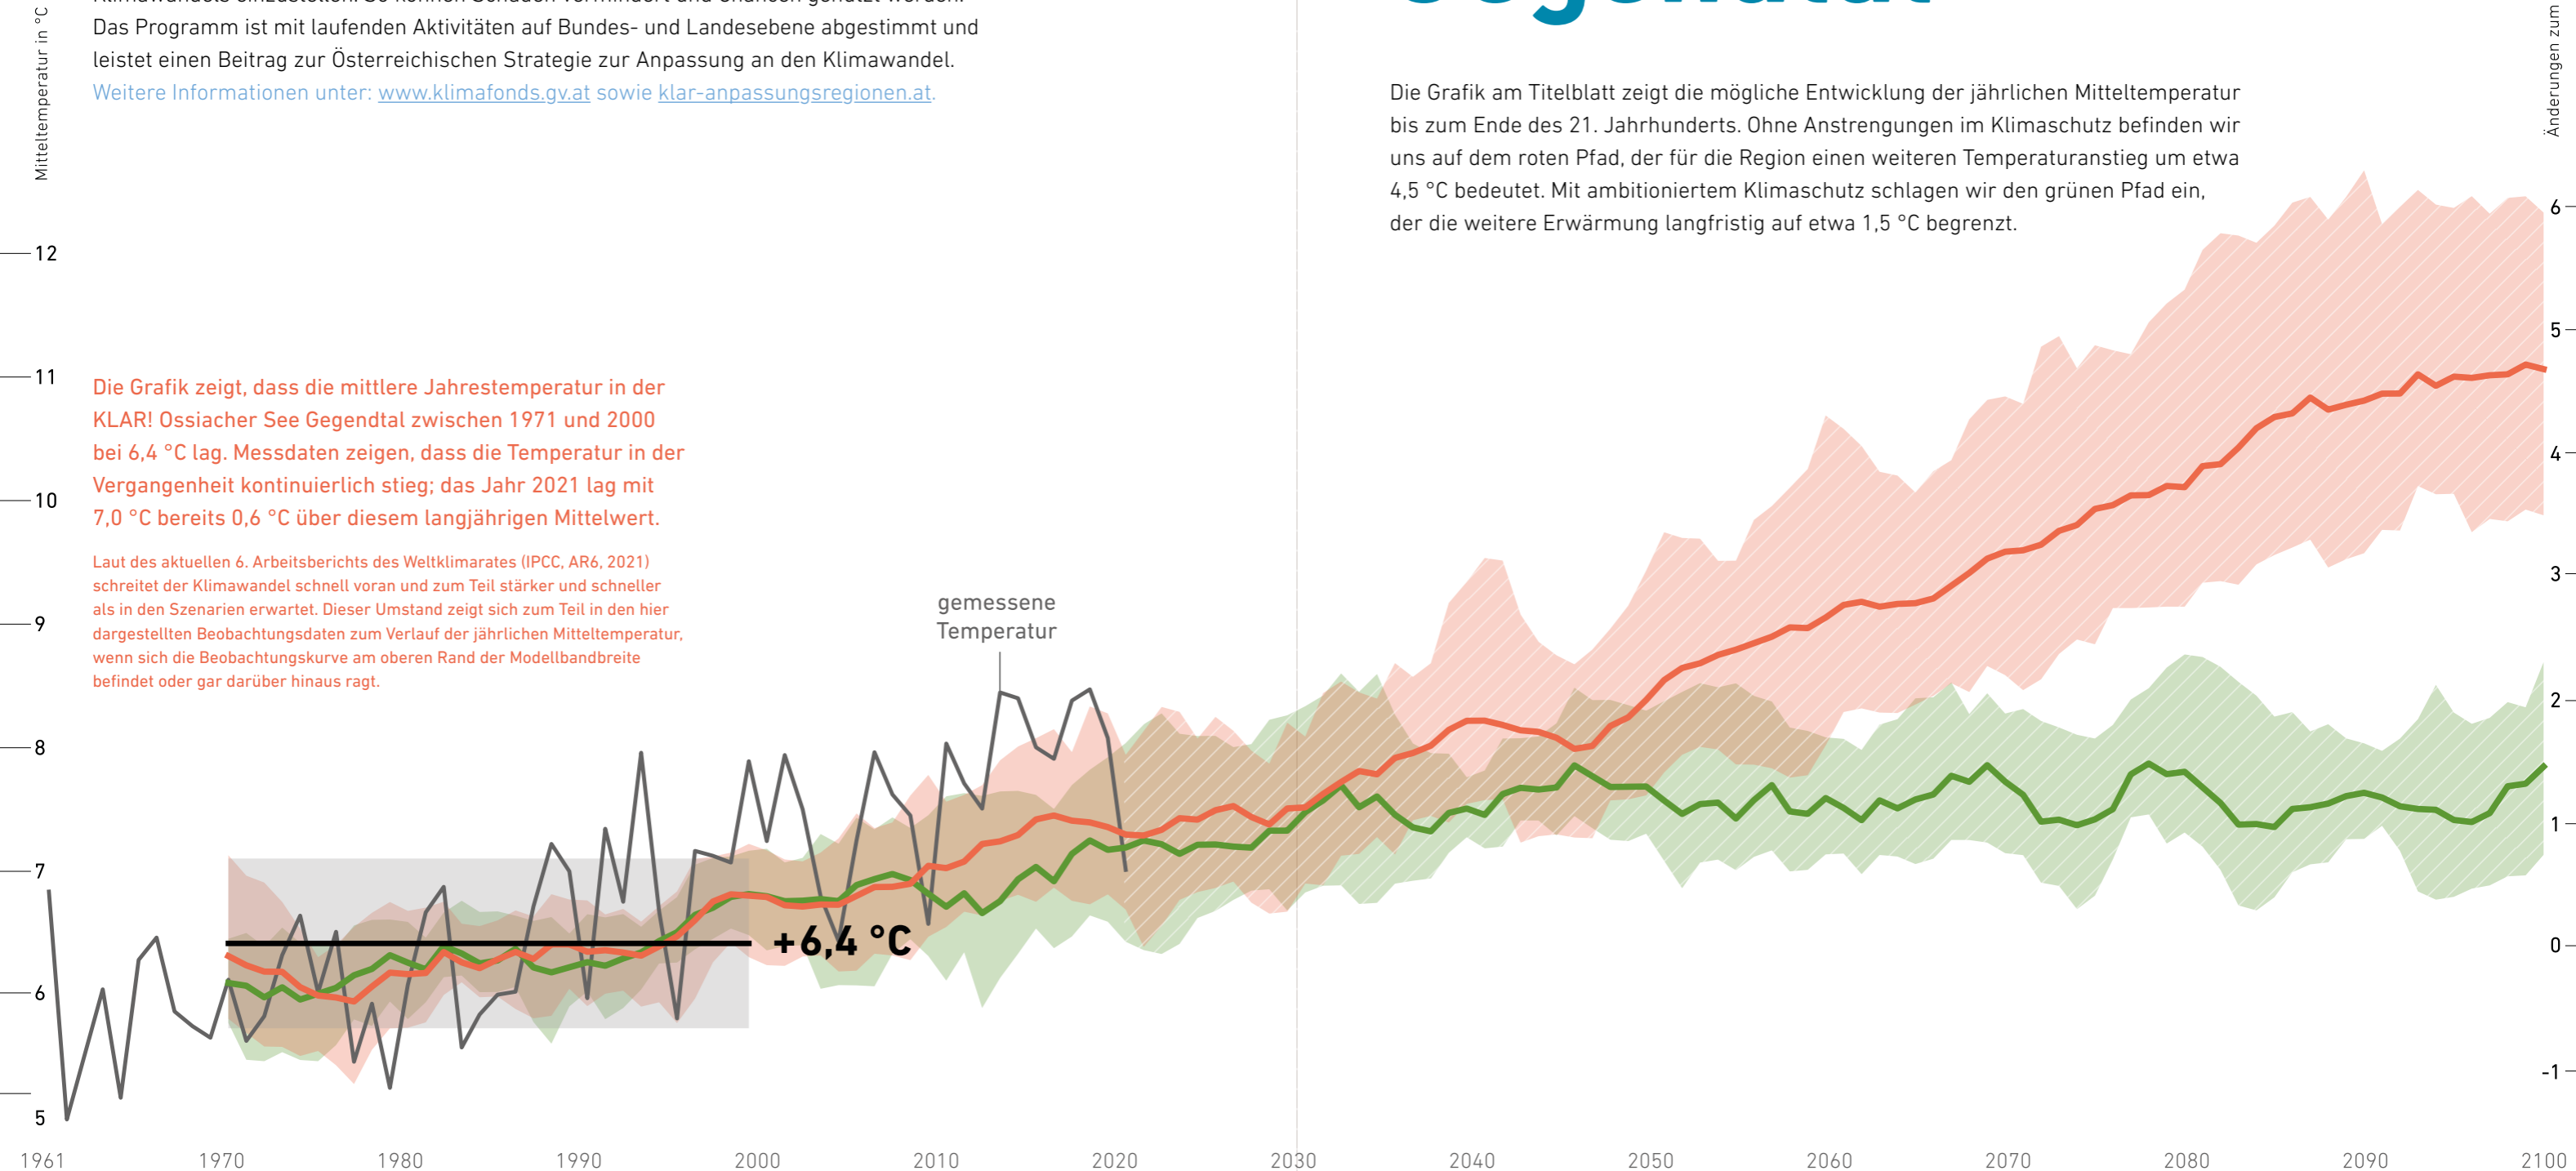 Mitteltemperatur in °C
Das Programm ist mit laufenden Aktivitäten auf Bundes- und Landesebene abgestimmt und
leistet einen Beitrag zur Österreichischen Strategie zur Anpassung an den Klimawandel.
Weitere Informationen unter: www.klimafonds.gv.at sowie klar-anpassungsregionen.at.
Die Grafik am Titelblatt zeigt die mögliche Entwicklung der jährlichen Mitteltemperatur
bis zum Ende des 21. Jahrhunderts. Ohne Anstrengungen im Klimaschutz befinden wir
uns auf dem roten Pfad, der für die Region einen weiteren Temperaturanstieg um etwa
4,5 °C bedeutet. Mit ambitioniertem Klimaschutz schlagen wir den grünen Pfad ein,
der die weitere Erwärmung langfristig auf etwa 1,5 °C begrenzt.
Änderungen zum
12
11
10
9
8
7
6
5
Die Grafik zeigt, dass die mittlere Jahrestemperatur in der
KLAR! Ossiacher See Gegendtal zwischen 1971 und 2000
bei 6,4 °C lag. Messdaten zeigen, dass die Temperatur in der
Vergangenheit kontinuierlich stieg; das Jahr 2021 lag mit
7,0 °C bereits 0,6 °C über diesem langjährigen Mittelwert.
Laut des aktuellen 6. Arbeitsberichts des Weltklimarates (IPCC, AR6, 2021)
schreitet der Klimawandel schnell voran und zum Teil stärker und schneller
als in den Szenarien erwartet. Dieser Umstand zeigt sich zum Teil in den hier
dargestellten Beobachtungsdaten zum Verlauf der jährlichen Mitteltemperatur,
wenn sich die Beobachtungskurve am oberen Rand der Modellbandbreite
befindet oder gar darüber hinaus ragt.
gemessene
Temperatur
+6,4 °C
6
5
4
3
2
1
0
-1
1961 1970 1980 1990 2000 2010 2020 2030 2040 2050 2060 2070 2080 2090 2100